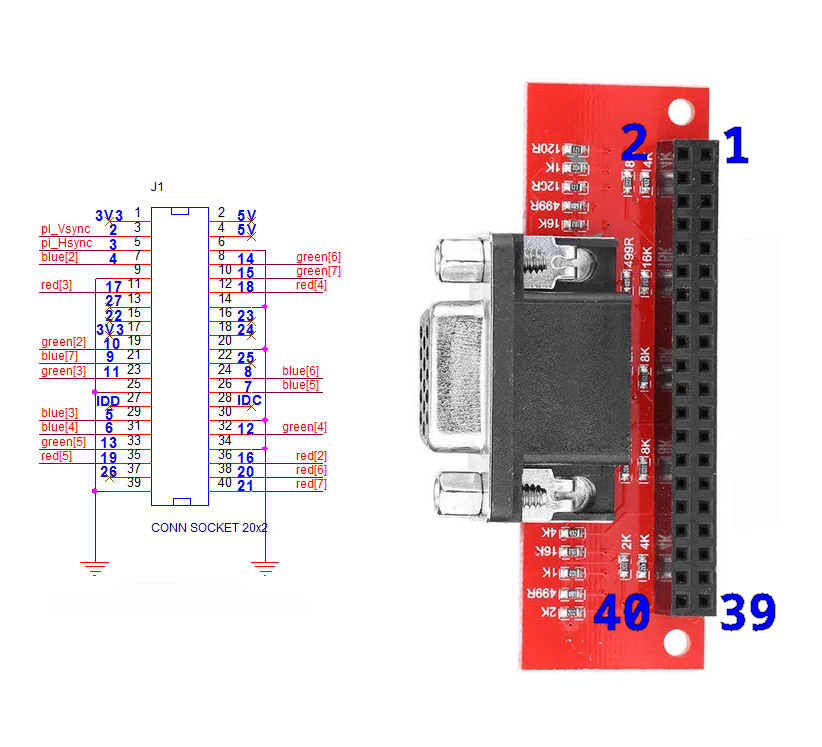 J1
3V3 1 2 5V
pi_Vsync 2 3 4 5V
pi_Hsync 3 5 6
blue[2] 4 7 8 14 green[6]
9 10 15 green[7]
red[3] 17 11 12 18 red[4]
27 13 14
22 15 16 23
3V3 17 18 24
green[2] 10 19 20
blue[7] 9 21 22 25
green[3] 11 23 24 8 blue[6]
25 26 7 blue[5]
IDD 27 28 IDC
blue[3] 5 29 30
blue[4] 6 31 32 12 green[4]
green[5] 13 33 34
red[5] 19 35 36 16 red[2]
26 37 38 20 red[6]
39 40 21 red[7]
CONN SOCKET 20x2
2 1
120R
1K
12CR
499R
16K
499R
16K
8K
8K
4K
16K
1K
499R
2K
2K
4K
40 39